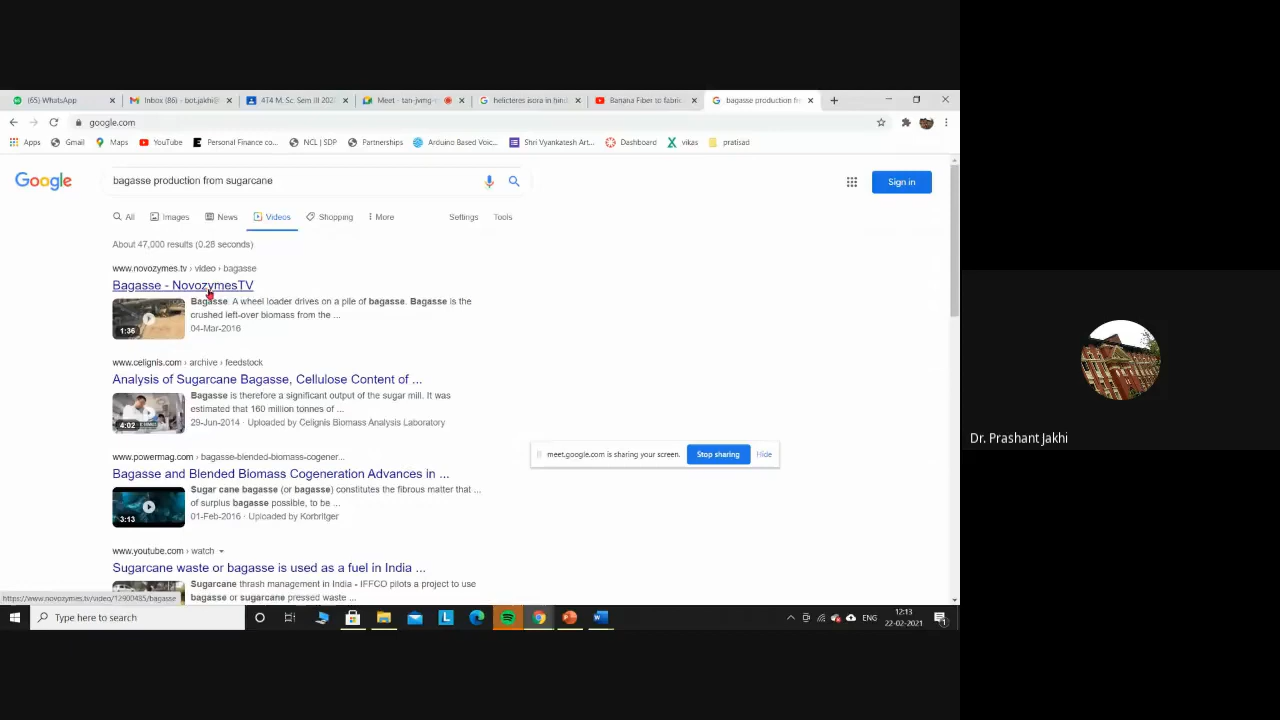 (65) WhatsApp
Inbox (86) - bot.jakhi@
4T4 M. Sc. Sem III 202
Meet - tan-jvmg-
helicteres isora in hind
Banana Fiber to fabric
bagasse production fro
google.com
Apps
Gmail
Maps
YouTube
Personal Finance co...
NCL | SDP
Partnerships
Arduino Based Voic...
Shri Vyankatesh Art...
Dashboard
vikas
pratisad
Google
bagasse production from sugarcane
Sign in
All
Images
News
Videos
Shopping
More
Settings
Tools
About 47,000 results (0.28 seconds)
www.novozymes.tv › video › bagasse
Bagasse - NovozymesTV
Bagasse. A wheel loader drives on a pile of bagasse. Bagasse is the
crushed left-over biomass from the ...
1:36
04-Mar-2016
www.celignis.com › archive › feedstock
Analysis of Sugarcane Bagasse, Cellulose Content of ...
Bagasse is therefore a significant output of the sugar mill. It was
estimated that 160 million tonnes of ...
4:02
29-Jun-2014 · Uploaded by Celignis Biomass Analysis Laboratory
meet.google.com is sharing your screen.
Stop sharing
Hide
Dr. Prashant Jakhi
www.powermag.com › bagasse-blended-biomass-cogener...
Bagasse and Blended Biomass Cogeneration Advances in ...
Sugar cane bagasse (or bagasse) constitutes the fibrous matter that ...
of surplus bagasse possible, to be ...
3:13
01-Feb-2016 · Uploaded by Korbritger
www.youtube.com › watch
Sugarcane waste or bagasse is used as a fuel in India ...
Sugarcane thrash management in India - IFFCO pilots a project to use
bagasse or sugarcane pressed waste ...
https://www.novozymes.tv/video/12900485/bagasse
Type here to search
ENG
12:13
22-02-2021